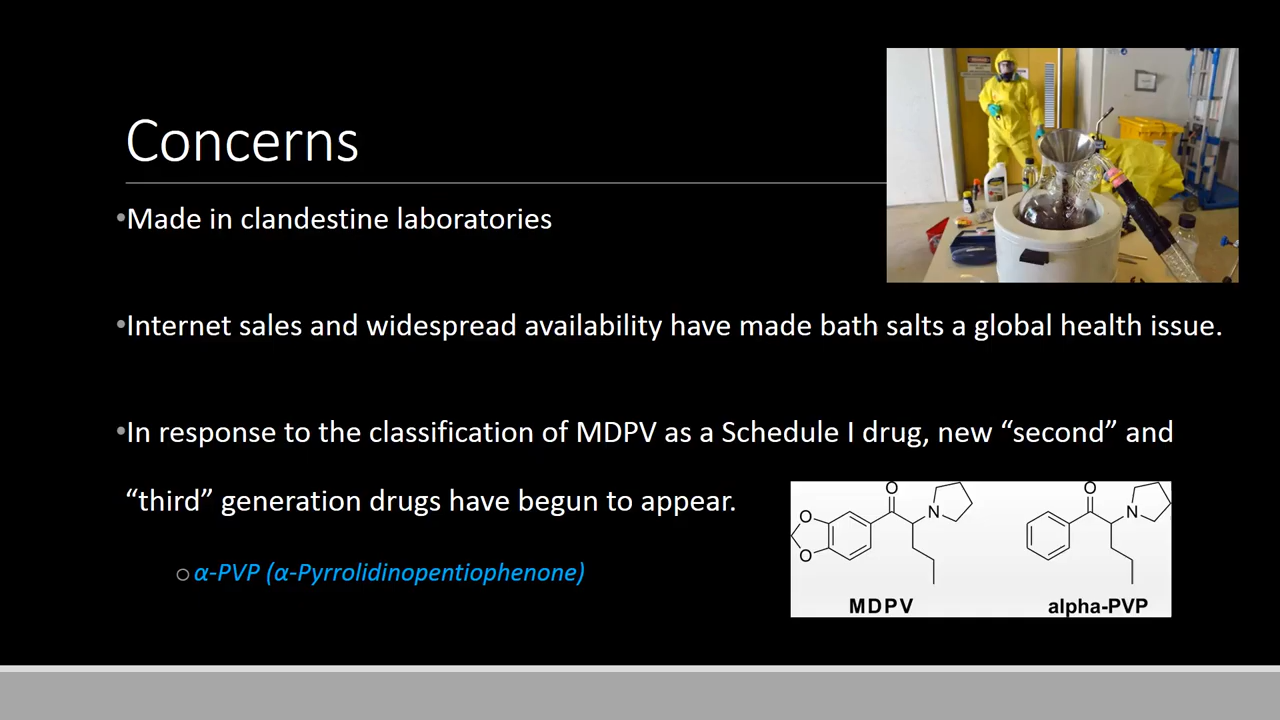 Concerns
•Made in clandestine laboratories
•Internet sales and widespread availability have made bath salts a global health issue.
•In response to the classification of MDPV as a Schedule I drug, new “second” and
“third” generation drugs have begun to appear.
○α-PVP (α-Pyrrolidinopentiophenone)
O
N
O
O
MDPV
O
N
alpha-PVP